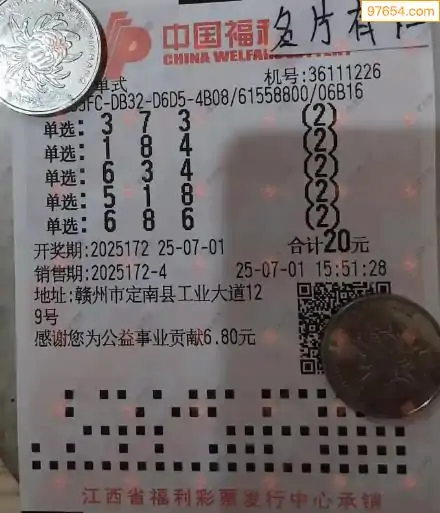 97654.com
中国福利
名片有
CHINA WELFARE
单式
机号:36111226
FC-DB32-D6D5-4B08/61558800/06B16
单选: 3 7 3 (2)
单选: 1 8 4 (2)
单选: 6 3 4 (2)
单选: 5 1 8 (2)
单选: 6 8 6 (2)
开奖期:2025172 25-07-01 合计20元
销售期:2025172-4 25-07-01 15:51:28
地址:赣州市定南县工业大道12
9号
感谢您为公益事业贡献6.80元
江西省福利彩票发行中心承销